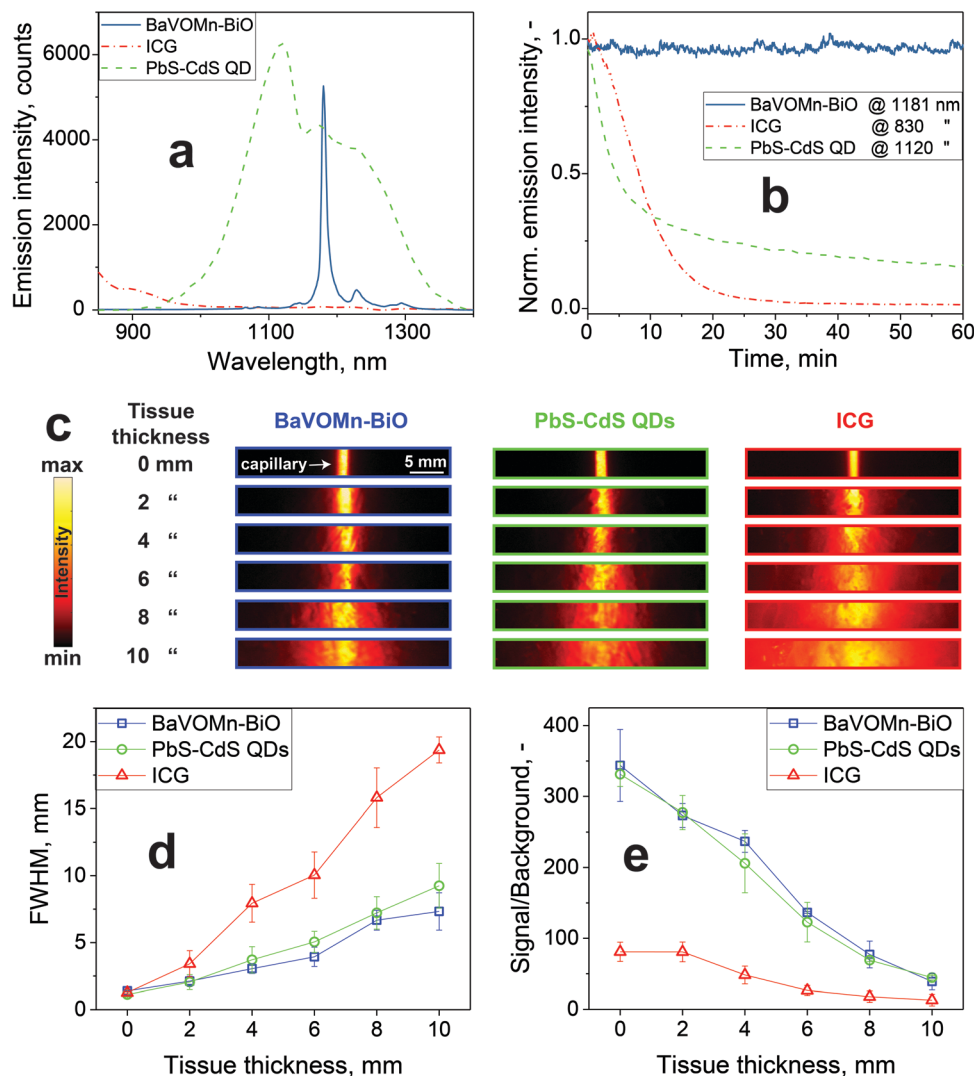 BaVOMn-BiO
ICG
PbS-CdS QD
a
Emission intensity, counts
6000
4000
2000
0
900
1100
1300
Wavelength, nm
BaVOMn-BiO @ 1181 nm
ICG @ 830 "
PbS-CdS QD @ 1120 "
b
Norm. emission intensity, -
1.0
0.5
0.0
0 10 20 30 40 50 60
Time, min
c
Tissue
thickness
BaVOMn-BiO
PbS-CdS QDs
ICG
max
Intensity
min
0 mm
capillary
5 mm
2 “
4 “
6 “
8 “
10 “
BaVOMn-BiO
PbS-CdS QDs
ICG
d
FWHM, mm
20
15
10
5
0
0 2 4 6 8 10
Tissue thickness, mm
BaVOMn-BiO
PbS-CdS QDs
ICG
e
Signal/Background, -
400
300
200
100
0
0 2 4 6 8 10
Tissue thickness, mm